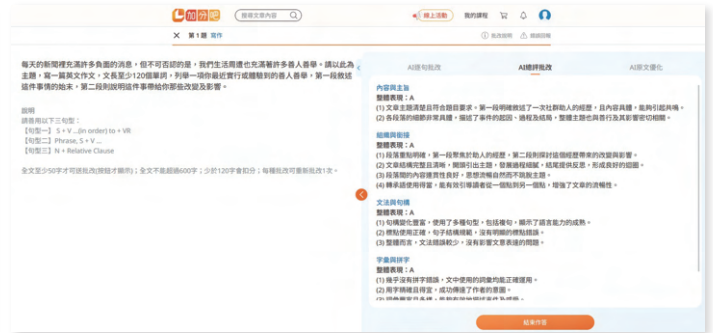 加分吧
搜尋文章內容
線上活動
我的課程
第1題 寫作
批改說明
錯誤回報
每天的新聞裡充滿許多負面的消息，但不可否認的是，我們生活周遭也充滿著許多善人善舉。請以此為
主題，寫一篇英文作文，文長至少120個單詞，列舉一項你最近實行或體驗到的善人善舉，第一段敘述
這件事情的始末，第二段則說明這件事帶給你那些改變及影響。
說明
請善用以下三句型：
【句型一】 S + V ...(in order) to + VR
【句型二】 Phrase, S + V ...
【句型三】 N + Relative Clause
全文至少50字才可送批改(按鈕才顯示)；全文不能超過600字；少於120字會扣分；每種批改可重新批改1次。
AI逐句批改
AI總評批改
AI原文優化
內容與主旨
整體表現：A
(1) 文章主題清楚且符合題目要求。第一段明確敘述了一次社群助人的經歷，且內容具體，能夠引起共鳴。
(2) 各段落的細節非常具體，描述了事件的起因、過程及結局，整體主題也與善行及其影響密切相關。
組織與銜接
整體表現：A
(1) 段落重點明確，第一段聚焦於助人的經歷，第二段則探討這個經歷帶來的改變與影響。
(2) 文章結構完整且清晰，開頭引出主題，發展過程細膩，結尾提供反思，形成良好的迴圈。
(3) 段落間的內容連貫性良好，思想流暢自然而不跳脫主題。
(4) 轉承語使用得當，能有效引導讀者從一個點到另一個點，增強了文章的流暢性。
文法與句構
整體表現：A
(1) 句構變化豐富，使用了多種句型，包括複句，顯示了語言能力的成熟。
(2) 標點使用正確，句子結構規範，沒有明顯的標點錯誤。
(3) 整體而言，文法錯誤較少，沒有影響文意表達的問題。
字彙與拼字
整體表現：A
(1) 幾乎沒有拼字錯誤，文中使用的詞彙均能正確運用。
(2) 用字精確且得宜，成功傳達了作者的意圖。
結束作答